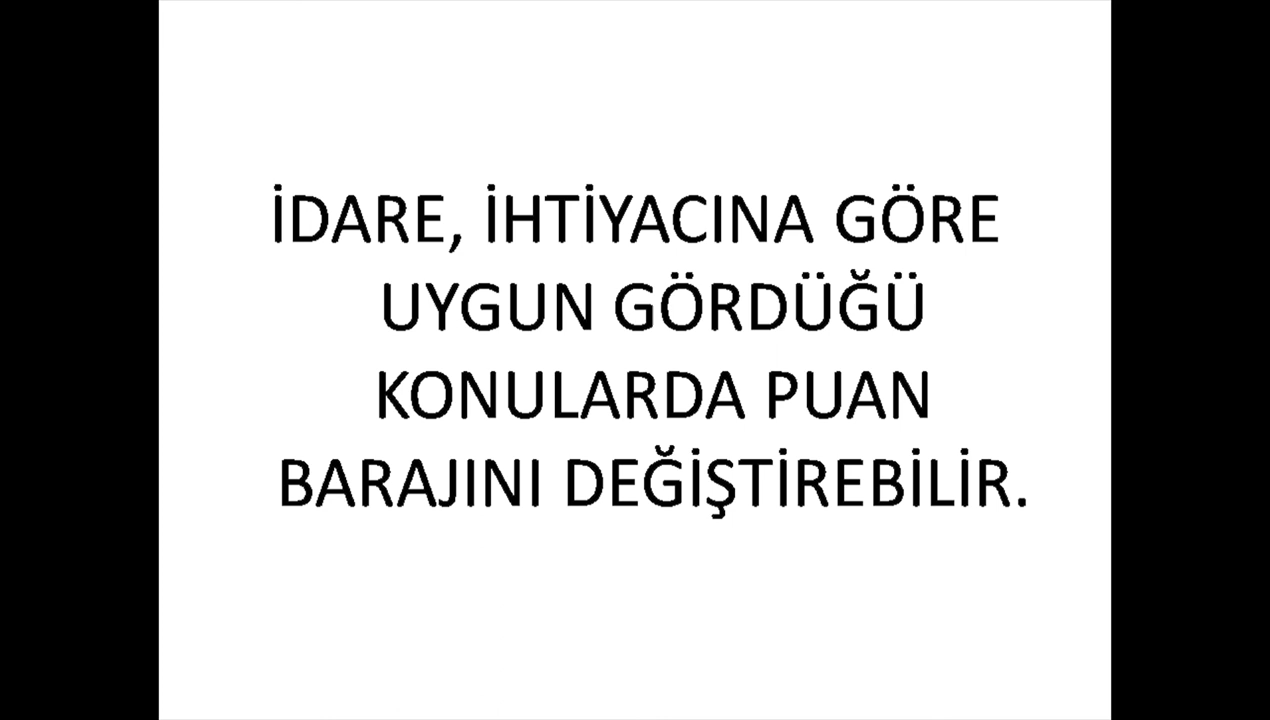 İDARE, İHTİYACINA GÖRE
UYGUN GÖRDÜĞÜ
KONULARDA PUAN
BARAJINI DEĞİŞTİREBİLİR.